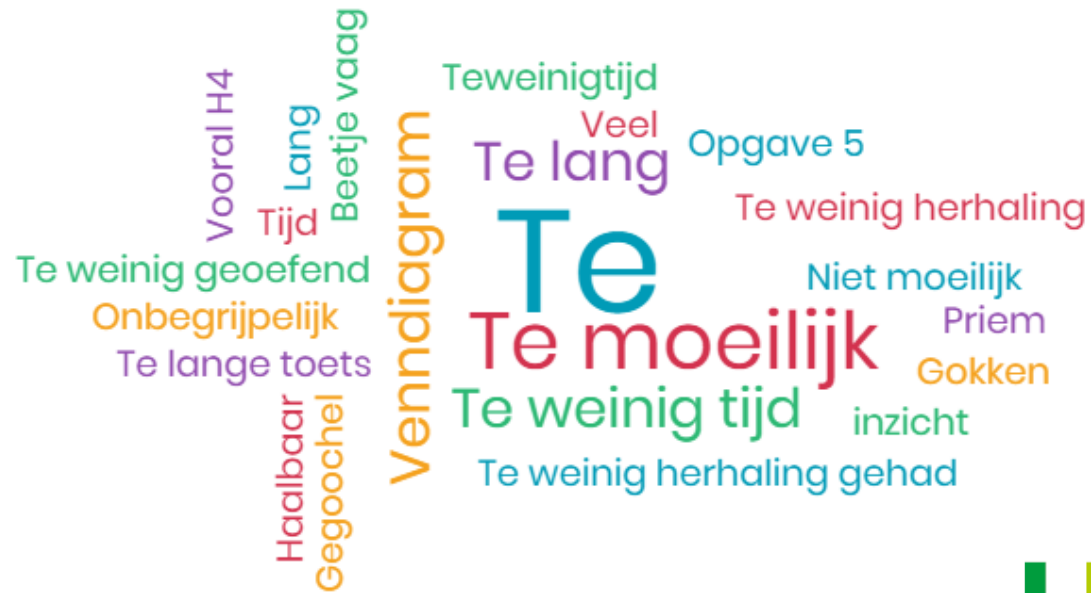 Vooral H4
Lang
Beetje vaag
Tijd
Te weinig geoefend
Onbegrijpelijk
Te lange toets
Haalbaar
Gegoochel
Venndiagram
Teweinigtijd
Veel
Te lang
Opgave 5
Te weinig herhaling
Te
Niet moeilijk
Te moeilijk
Priem
Gokken
Te weinig tijd
inzicht
Te weinig herhaling gehad